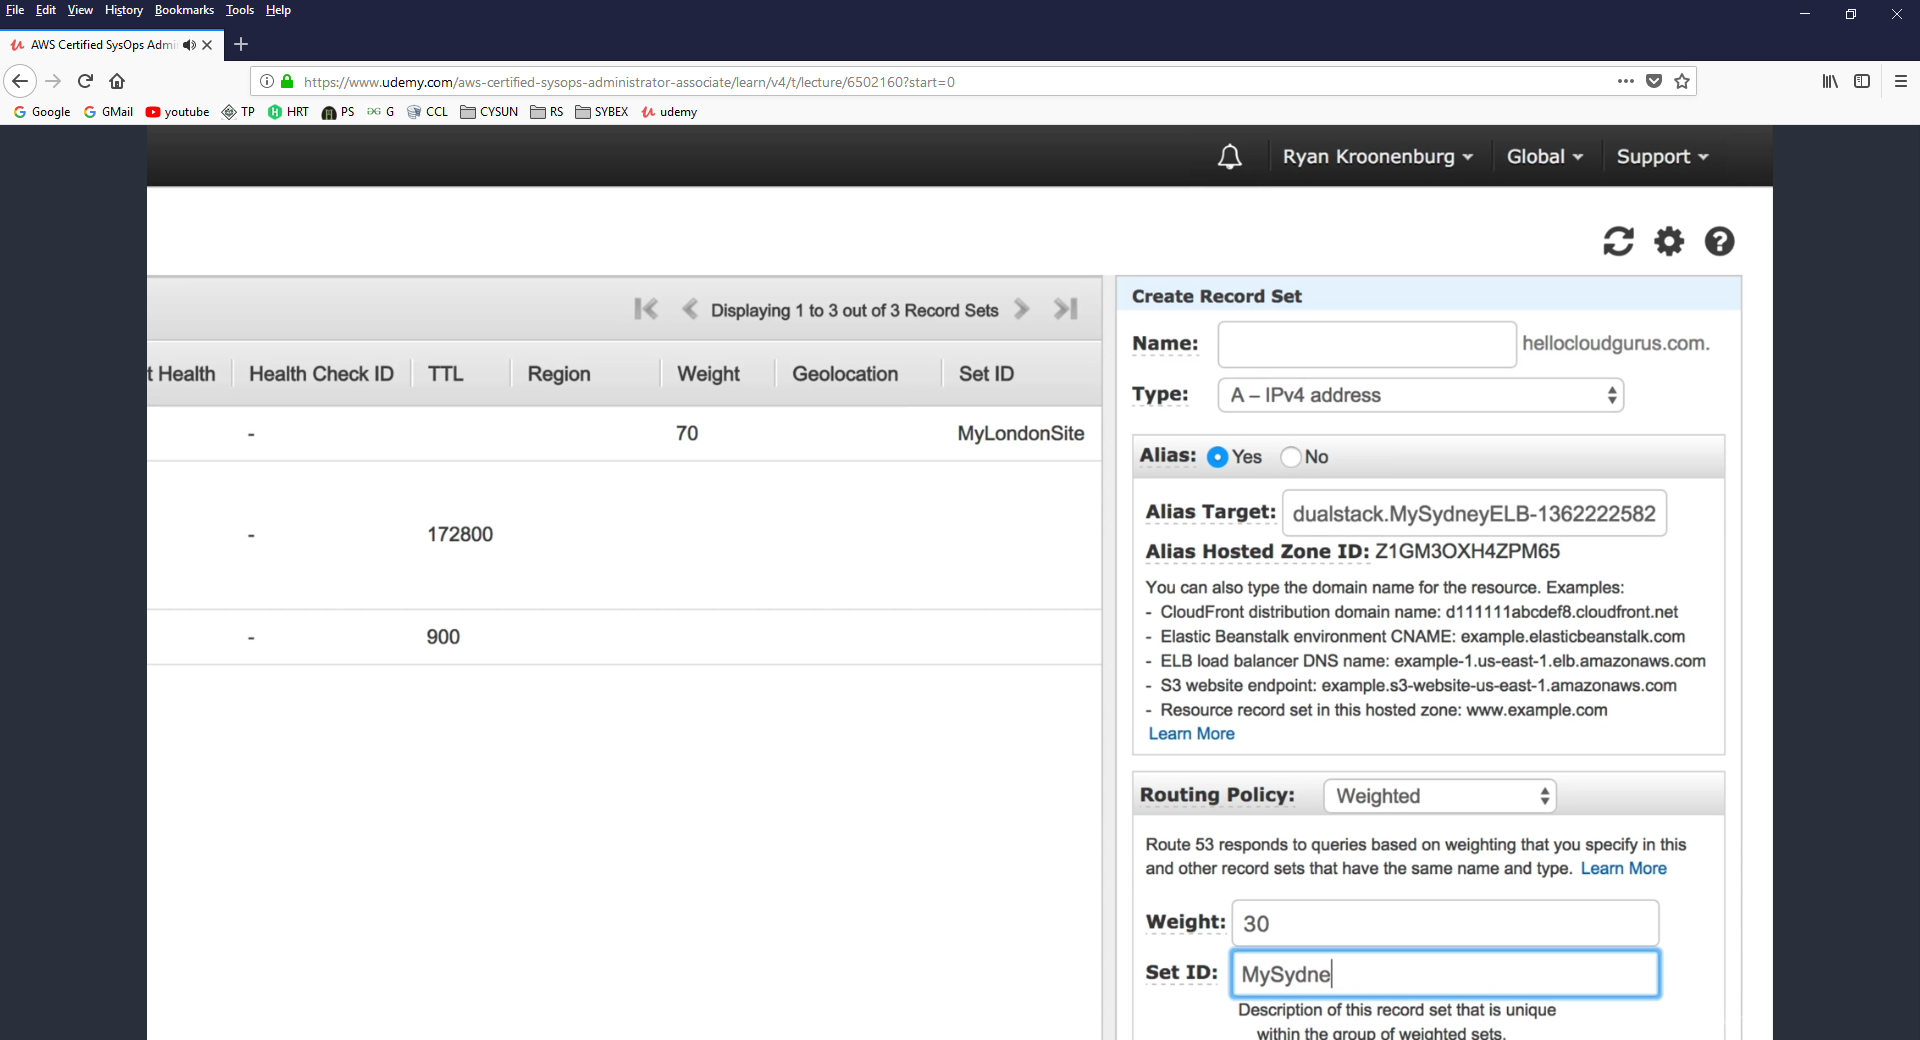 File Edit View History Bookmarks Tools Help
AWS Certified SysOps Admi
https://www.udemy.com/aws-certified-sysops-administrator-associate/learn/v4/t/lecture/6502160?start=0
Google GMail youtube TP HRT PS G CCL CYSUN RS SYBEX udemy
Ryan Kroonenburg Global Support
Displaying 1 to 3 out of 3 Record Sets
t Health Health Check ID TTL Region Weight Geolocation Set ID
- 70 MyLondonSite
- 172800
- 900
Create Record Set
Name: hellocloudgurus.com.
Type: A – IPv4 address
Alias: Yes No
Alias Target: dualstack.MySydneyELB-1362222582
Alias Hosted Zone ID: Z1GM3OXH4ZPM65
You can also type the domain name for the resource. Examples:
- CloudFront distribution domain name: d111111abcdef8.cloudfront.net
- Elastic Beanstalk environment CNAME: example.elasticbeanstalk.com
- ELB load balancer DNS name: example-1.us-east-1.elb.amazonaws.com
- S3 website endpoint: example.s3-website-us-east-1.amazonaws.com
- Resource record set in this hosted zone: www.example.com
Learn More
Routing Policy: Weighted
Route 53 responds to queries based on weighting that you specify in this
and other record sets that have the same name and type. Learn More
Weight: 30
Set ID: MySydne
Description of this record set that is unique
within the group of weighted sets.